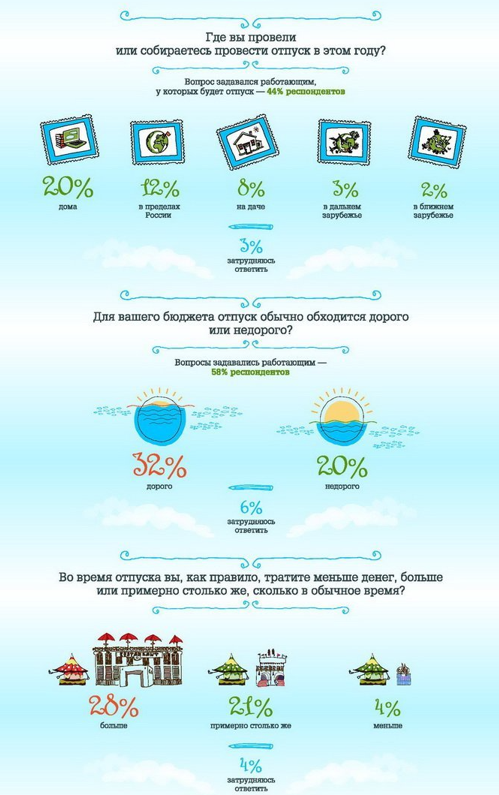 Где вы провели
или собираетесь провести отпуск в этом году?
Вопрос задавался работающим,
у которых будет отпуск — 44% респондентов
20% 12% 8% 3% 2%
дома в пределах на даче в дальнем в ближнем
России зарубежье зарубежье
3%
затрудняюсь
ответить
Для вашего бюджета отпуск обычно обходится дорого
или недорого?
Вопросы задавались работающим —
58% респондентов
32% 20%
дорого недорого
6%
затрудняюсь
ответить
Во время отпуска вы, как правило, тратите меньше денег, больше
или примерно столько же, сколько в обычное время?
28% 21% 4%
больше примерно столько же меньше
4%
затрудняюсь
ответить